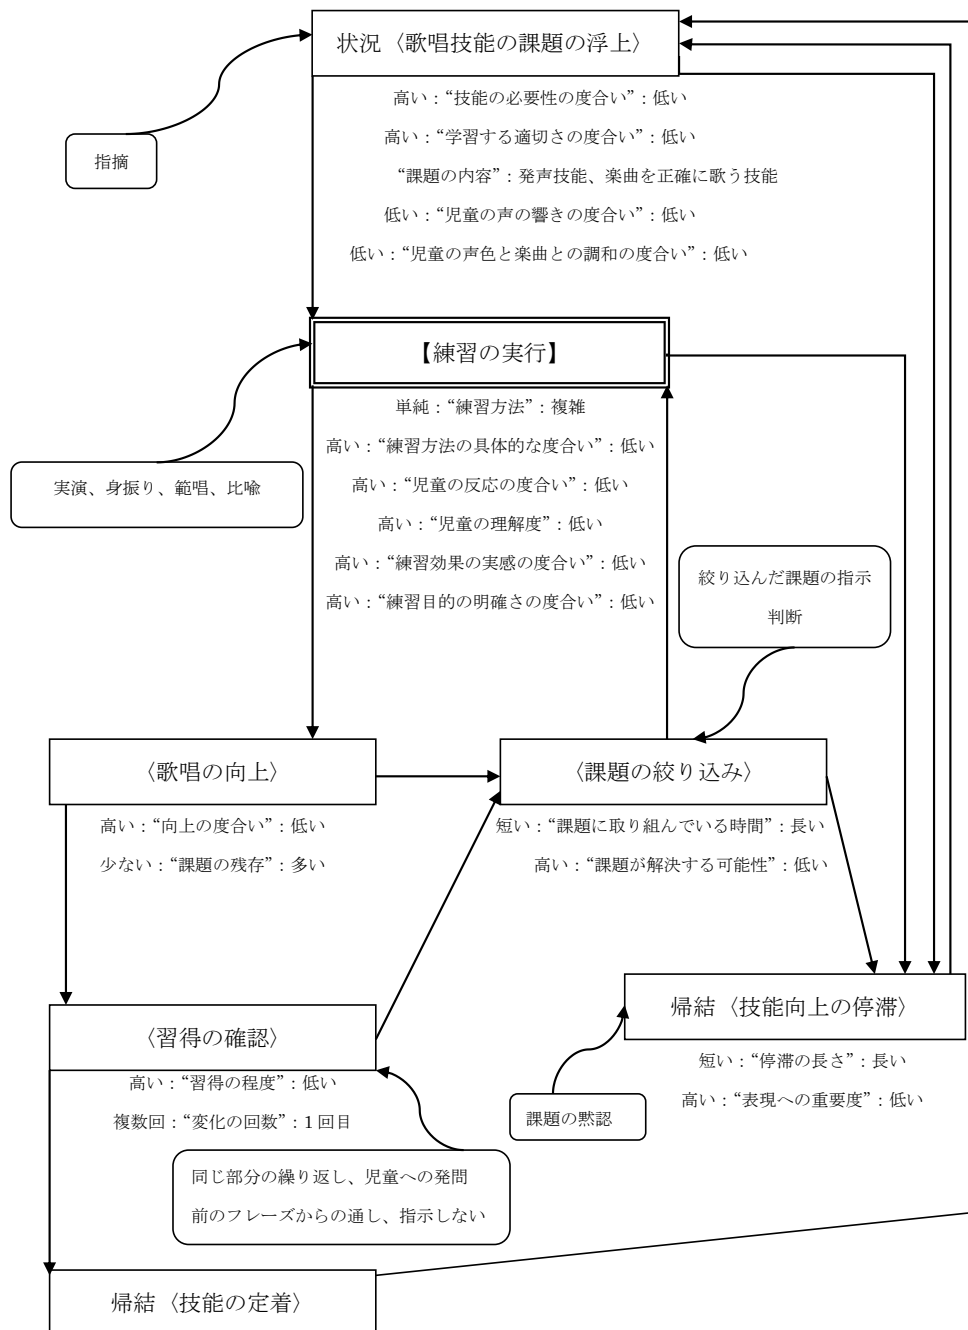 状況〈歌唱技能の課題の浮上〉
高い：“技能の必要性の度合い”：低い
高い：“学習する適切さの度合い”：低い
指摘
“課題の内容”：発声技能、楽曲を正確に歌う技能
低い：“児童の声の響きの度合い”：低い
低い：“児童の声色と楽曲との調和の度合い”：低い
【練習の実行】
単純：“練習方法”：複雑
高い：“練習方法の具体的な度合い”：低い
実演、身振り、範唱、比喩
高い：“児童の反応の度合い”：低い
高い：“児童の理解度”：低い
高い：“練習効果の実感の度合い”：低い
高い：“練習目的の明確さの度合い”：低い
絞り込んだ課題の指示
判断
〈歌唱の向上〉
高い：“向上の度合い”：低い
少ない：“課題の残存”：多い
〈課題の絞り込み〉
短い：“課題に取り組んでいる時間”：長い
高い：“課題が解決する可能性”：低い
〈習得の確認〉
高い：“習得の程度”：低い
複数回：“変化の回数”：1 回目
帰結〈技能向上の停滞〉
短い：“停滞の長さ”：長い
高い：“表現への重要度”：低い
課題の黙認
同じ部分の繰り返し、児童への発問
前のフレーズからの通し、指示しない
帰結〈技能の定着〉